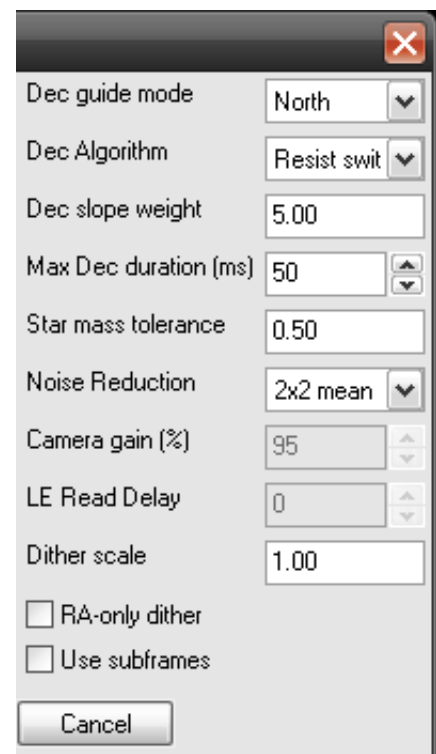 Dec guide mode North
Dec Algorithm Resist swit
Dec slope weight 5.00
Max Dec duration (ms) 50
Star mass tolerance 0.50
Noise Reduction 2x2 mean
Camera gain (%) 95
LE Read Delay 0
Dither scale 1.00
RA-only dither
Use subframes
Cancel